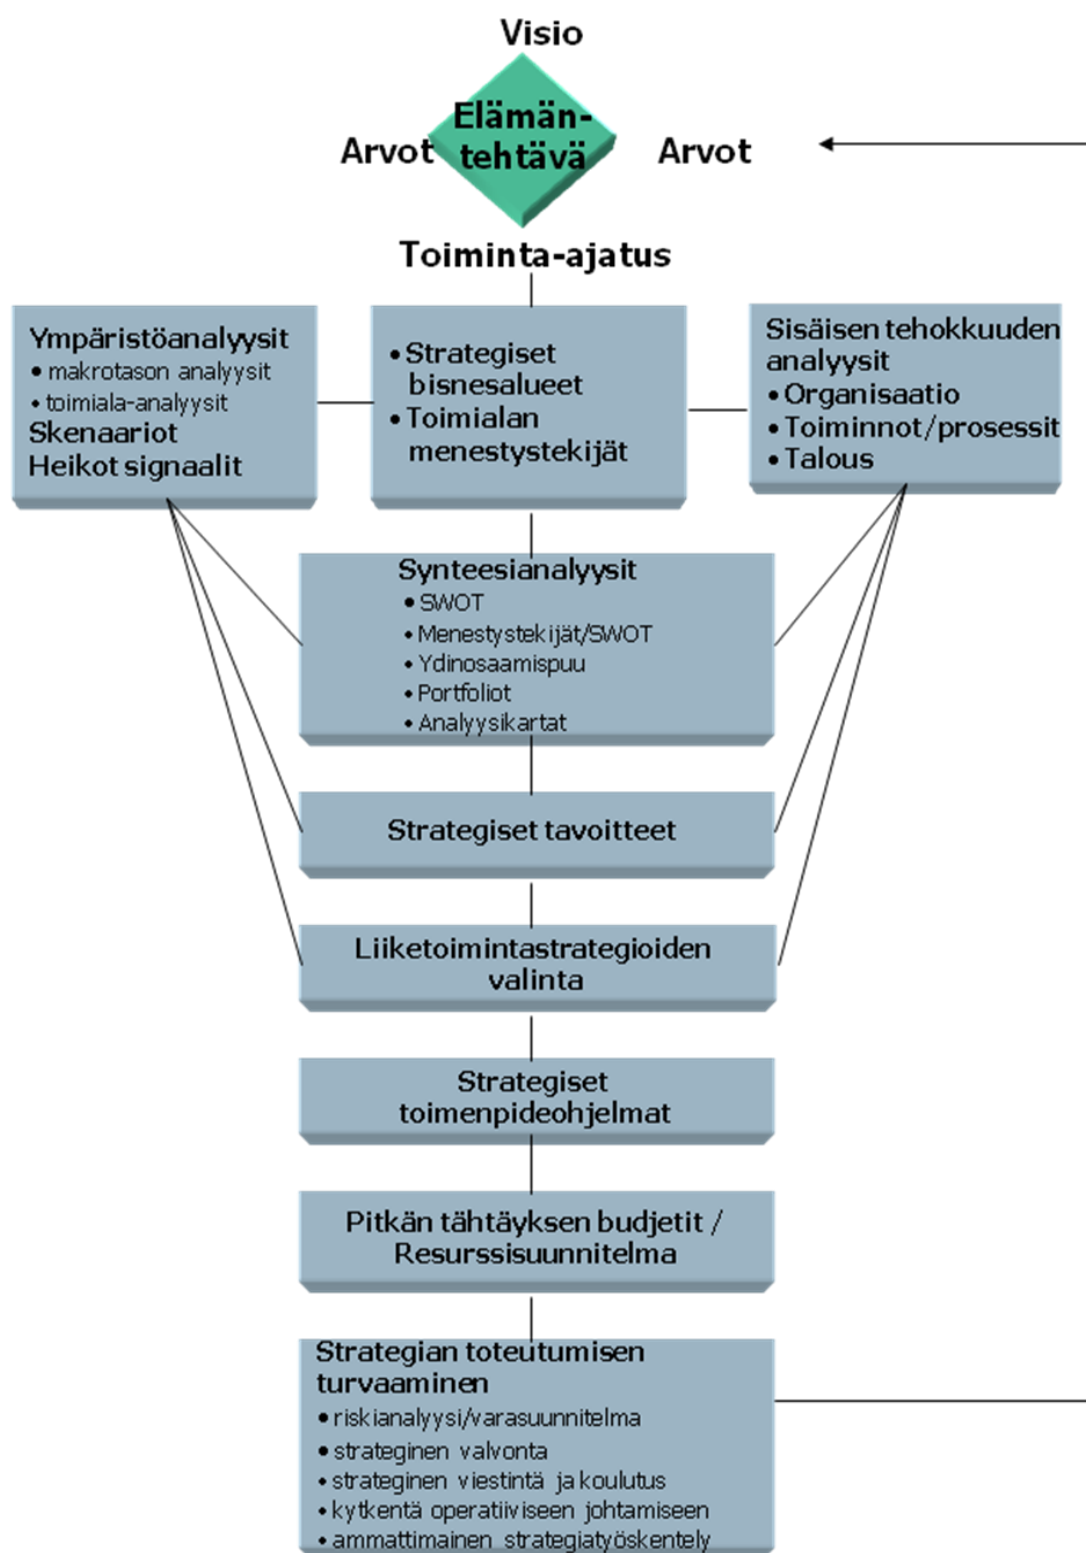 Visio
Elämän-
tehtävä
Arvot
Arvot
Toiminta-ajatus
Ympäristöanalyysit
• makrotason analyysit
• toimiala-analyysit
Skenaariot
Heikot signaalit
• Strategiset
bisnesalueet
• Toimialan
menestystekijät
Sisäisen tehokkuuden
analyysit
• Organisaatio
• Toiminnot/prosessit
• Talous
Synteesianalyysit
• SWOT
• Menestystekijät/SWOT
• Ydinosaamispuu
• Portfoliot
• Analyysikartat
Strategiset tavoitteet
Liiketoimintastrategioiden
valinta
Strategiset
toimenpideohjelmat
Pitkän tähtäyksen budjetit /
Resurssisuunnitelma
Strategian toteutumisen
turvaaminen
• riskianalyysi/varasuunnitelma
• strateginen valvonta
• strateginen viestintä ja koulutus
• kytkentä operatiiviseen johtamiseen
• ammattimainen strategiatyöskentely